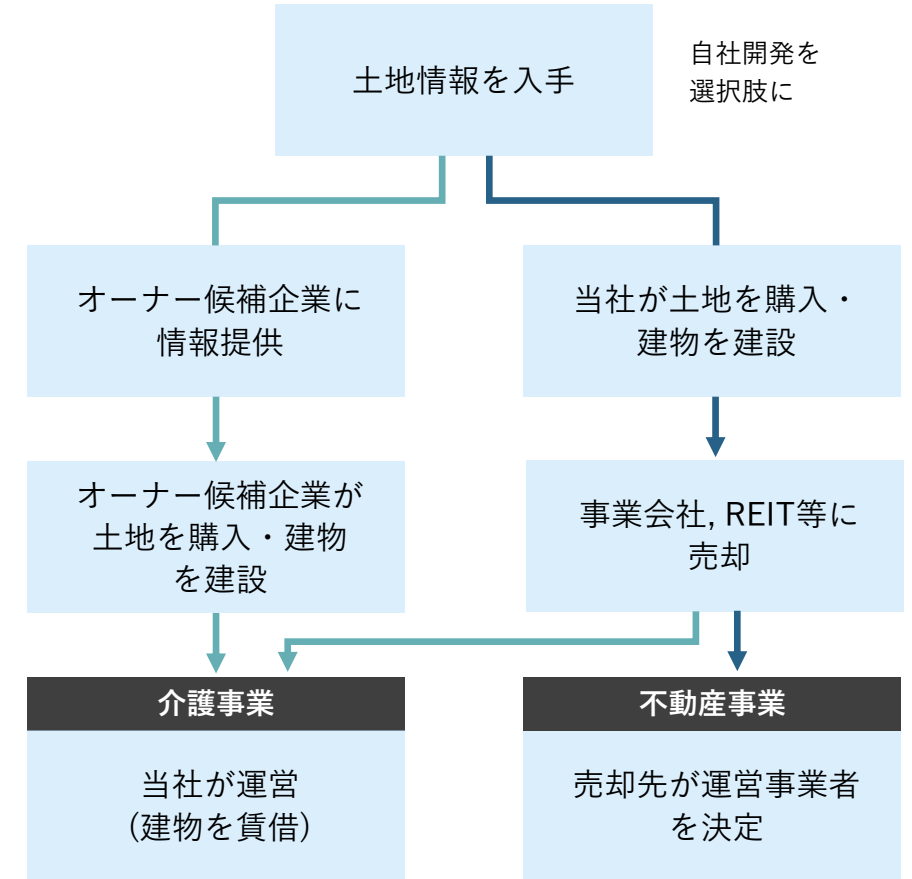 土地情報を入手
自社開発を
選択肢に
オーナー候補企業に
情報提供
当社が土地を購入・
建物を建設
オーナー候補企業が
土地を購入・建物
を建設
事業会社, REIT等に
売却
介護事業
当社が運営
(建物を賃借)
不動産事業
売却先が運営事業者
を決定